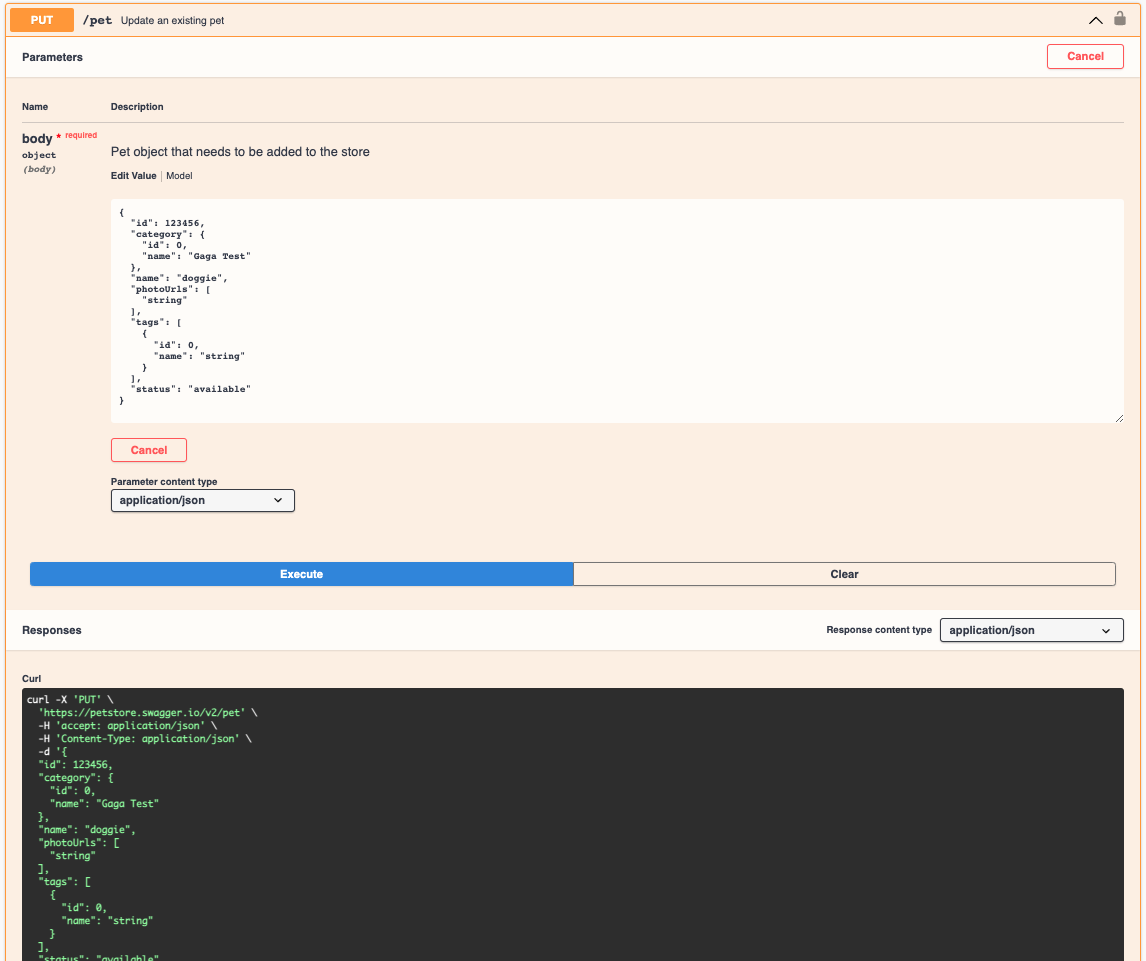 PUT /pet Update an existing pet
Parameters
Cancel
Name Description
body * required
object
(body)
Pet object that needs to be added to the store
Edit Value | Model
{
  "id": 123456,
  "category": {
    "id": 0,
    "name": "Gaga Test"
  },
  "name": "doggie",
  "photoUrls": [
    "string"
  ],
  "tags": [
    {
      "id": 0,
      "name": "string"
    }
  ],
  "status": "available"
}
Cancel
Parameter content type
application/json
Execute
Clear
Responses
Response content type application/json
Curl
curl -X 'PUT' \
  'https://petstore.swagger.io/v2/pet' \
  -H 'accept: application/json' \
  -H 'Content-Type: application/json' \
  -d '{
  "id": 123456,
  "category": {
    "id": 0,
    "name": "Gaga Test"
  },
  "name": "doggie",
  "photoUrls": [
    "string"
  ],
  "tags": [
    {
      "id": 0,
      "name": "string"
    }
  ],
  "status": "available"